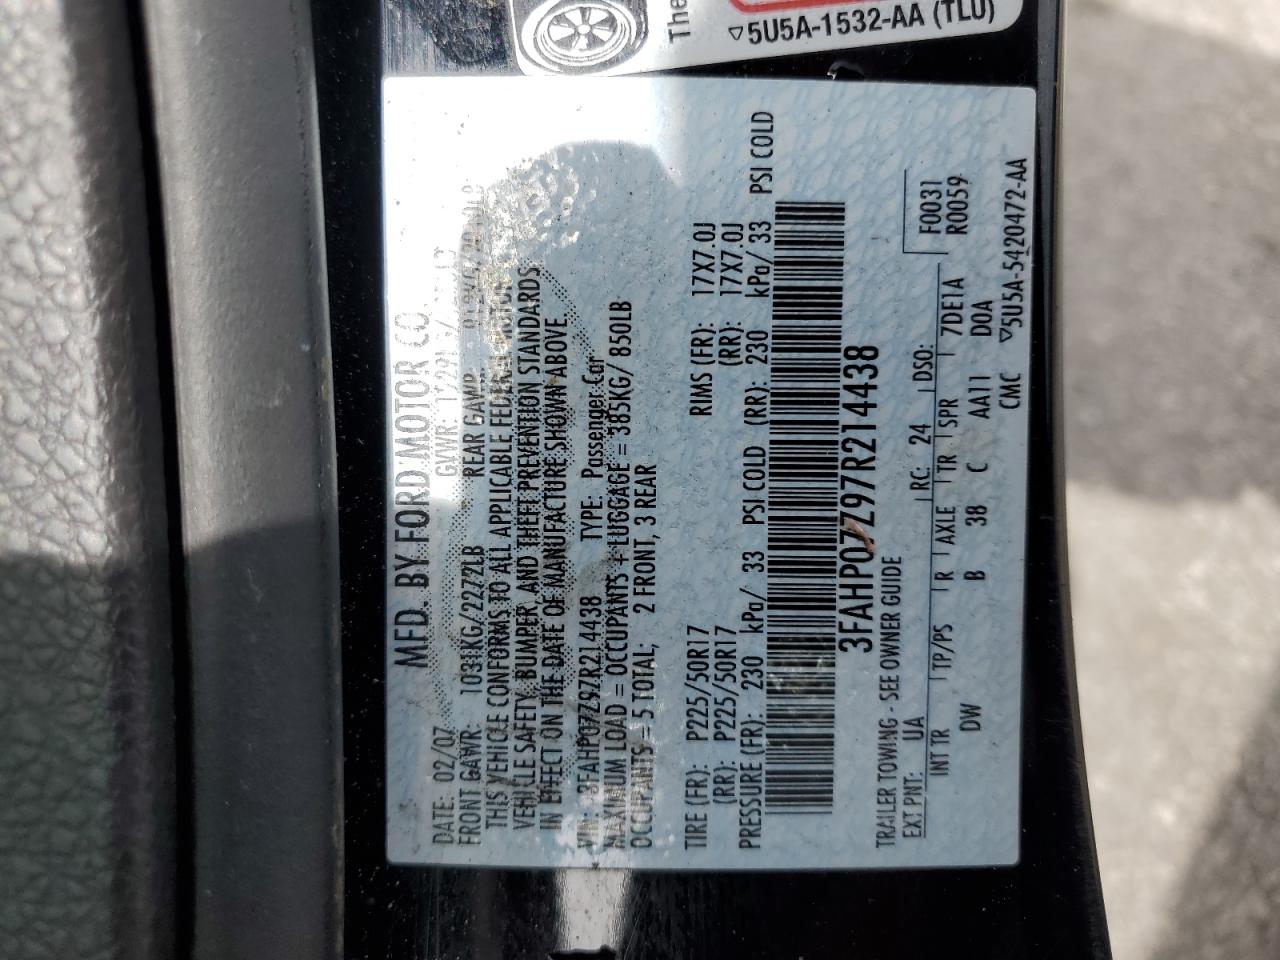 The
▽5U5A-1532-AA (TLU)
MFD. BY FORD MOTOR CO.
DATE: 02/07 GVWR:
FRONT GAWR: 1031KG/2272LB REAR GAWR
THIS VEHICLE CONFORMS TO ALL APPLICABLE FEDERAL MOTOR
VEHICLE SAFETY, BUMPER, AND THEFT PREVENTION STANDARDS
IN EFFECT ON THE DATE OF MANUFACTURE SHOWN ABOVE.
VIN: 3FAHP07Z97R214438 TYPE: Passenger Car
MAXIMUM LOAD = OCCUPANTS + LUGGAGE = 385KG/ 850LB
OCCUPANTS = 5 TOTAL; 2 FRONT, 3 REAR
TIRE (FR): P225/50R17 RIMS (FR): 17X7.0J
(RR): P225/50R17 (RR): 17X7.0J
PRESSURE (FR): 230 kPa/ 33 PSI COLD (RR): 230 kPa/ 33 PSI COLD
3FAHP07Z97R214438
TRAILER TOWING - SEE OWNER GUIDE F0031
EXT PNT: UA RC: 24 DSO: R0059
INT TR TP/PS R AXLE TR SPR 7DE1A
DW B 38 C AA11 D0A
CMC ▽5U5A-5420472-AA